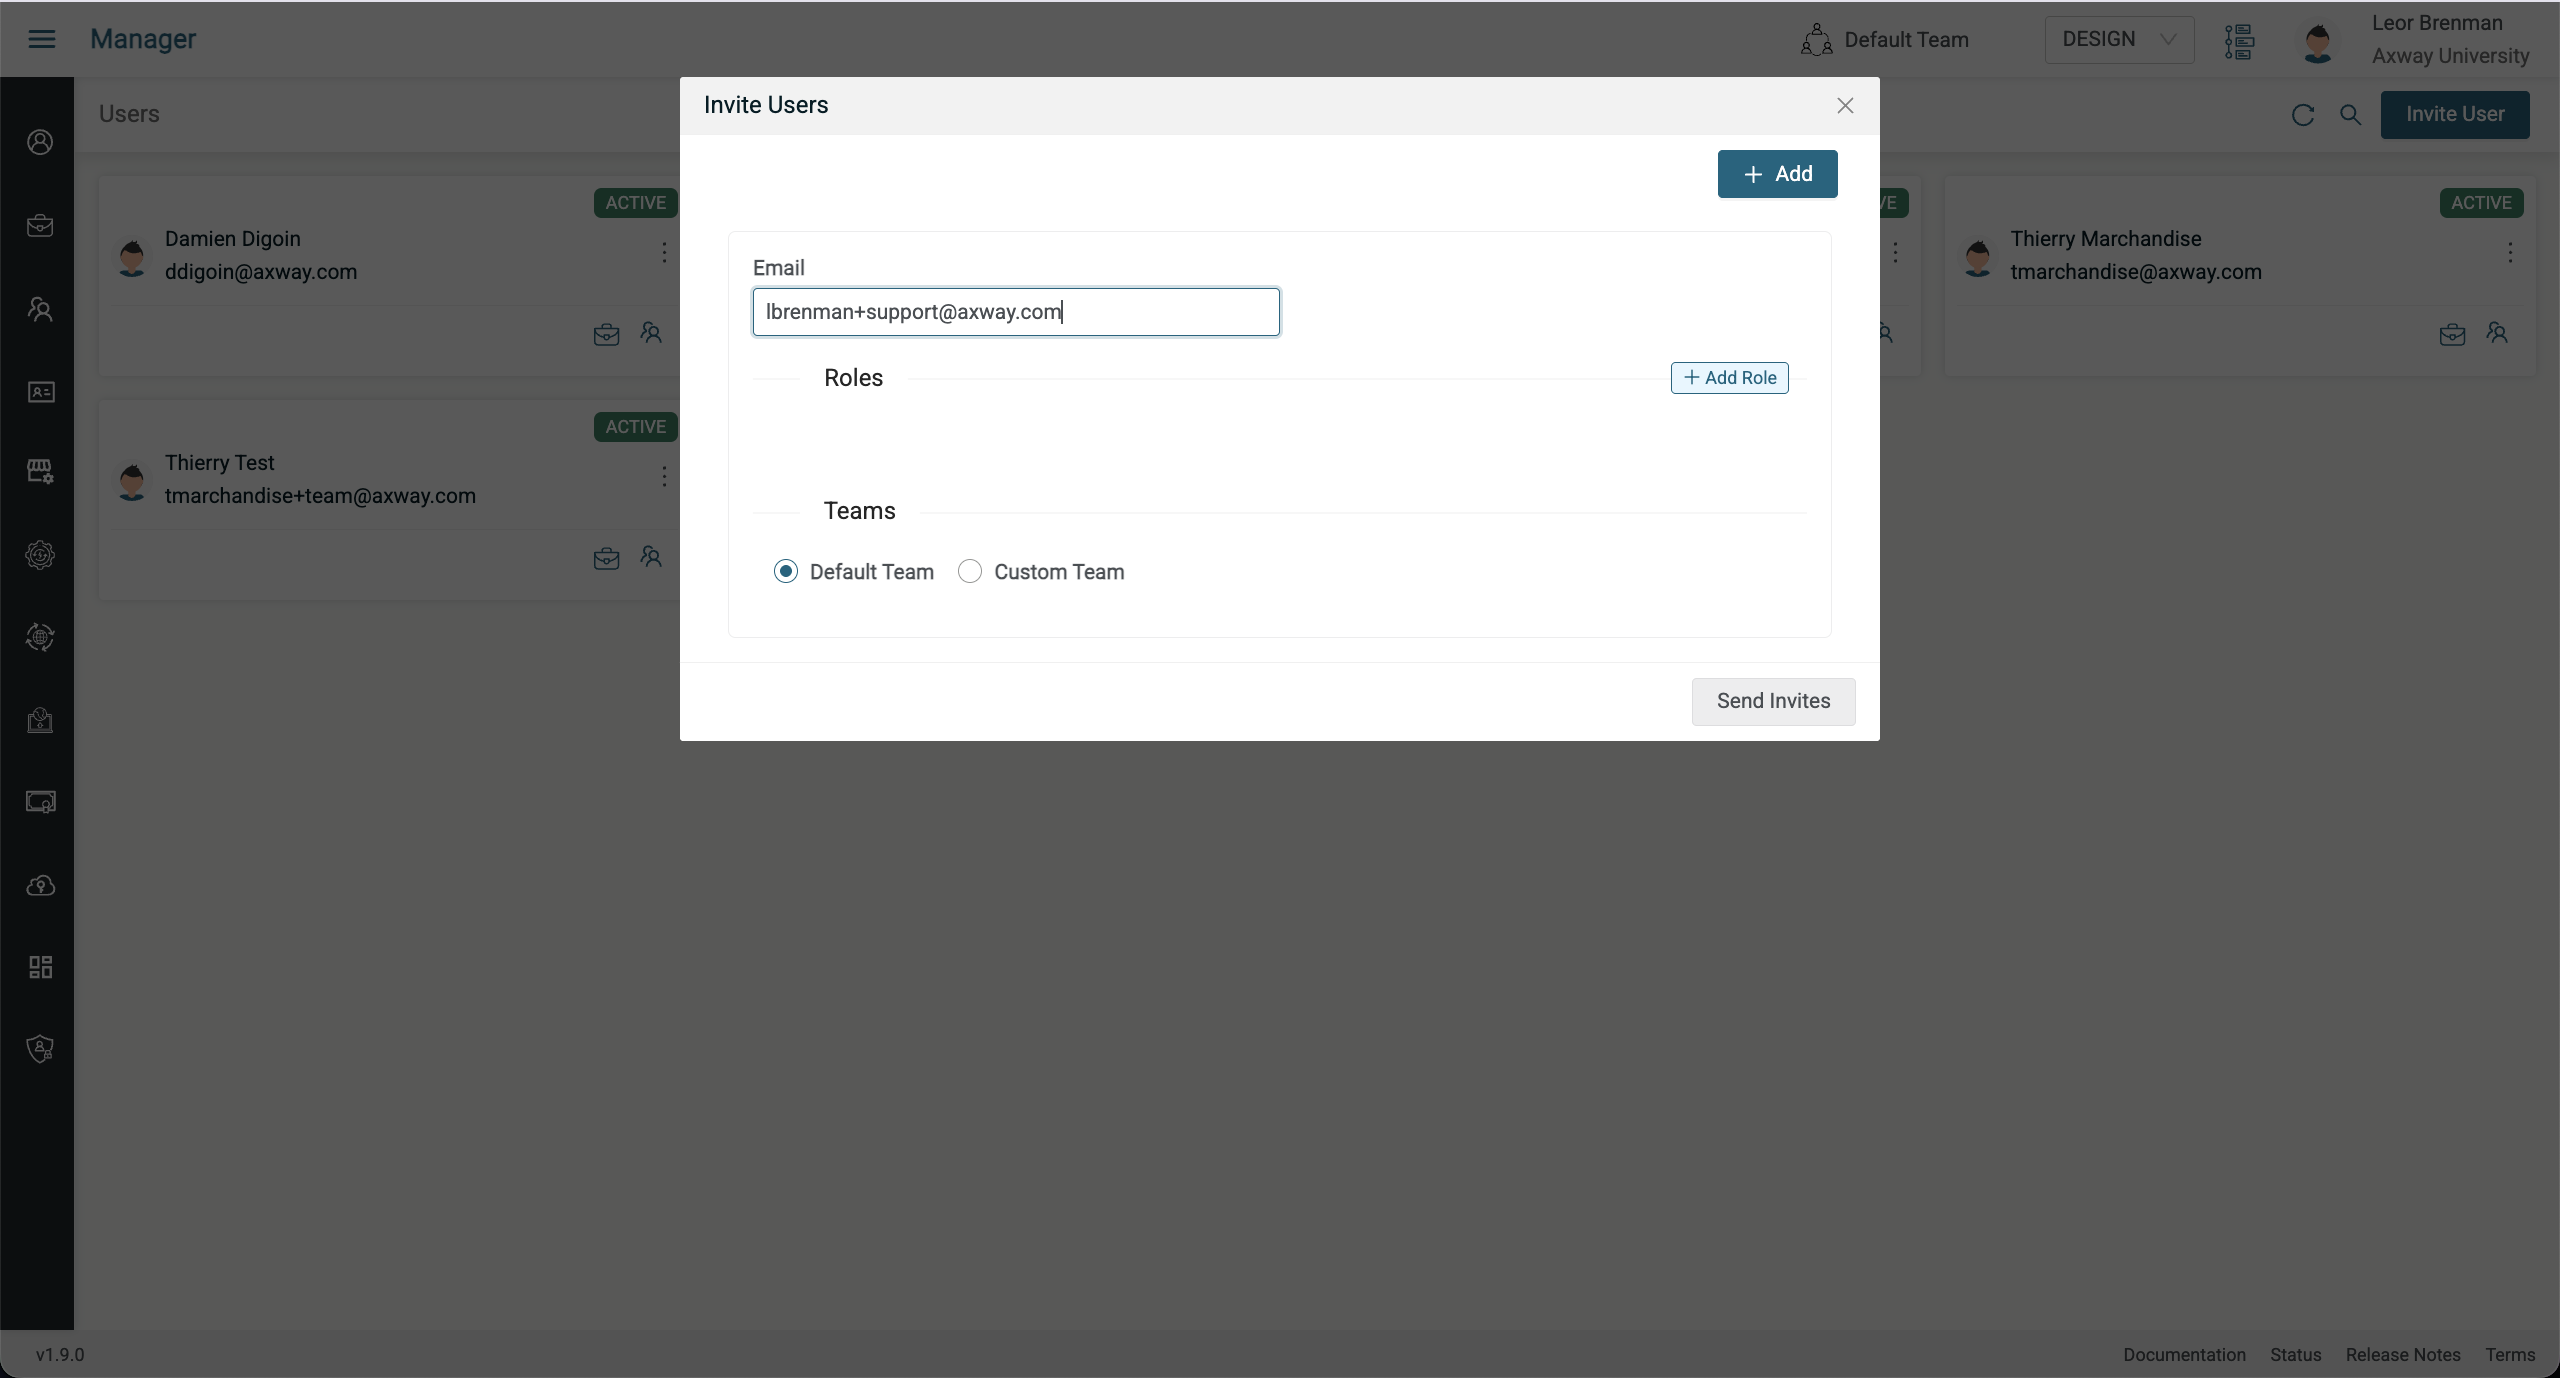 Manager
Default Team
DESIGN
Leor Brenman
Axway University
Users
Invite User
Invite Users
Add
ACTIVE
Damien Digoin
ddigoin@axway.com
ACTIVE
Thierry Marchandise
tmarchandise@axway.com
ACTIVE
Thierry Test
tmarchandise+team@axway.com
Email
lbrenman+support@axway.com
Roles
Add Role
Teams
Default Team
Custom Team
Send Invites
v1.9.0
Documentation Status Release Notes Terms